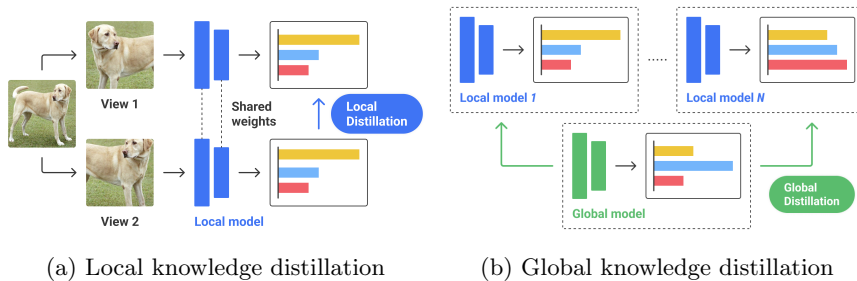 View 1
Shared
weights
Local
Distillation
View 2
Local model
Local model 1
.....
Local model N
Global model
Global
Distillation
(a) Local knowledge distillation
(b) Global knowledge distillation